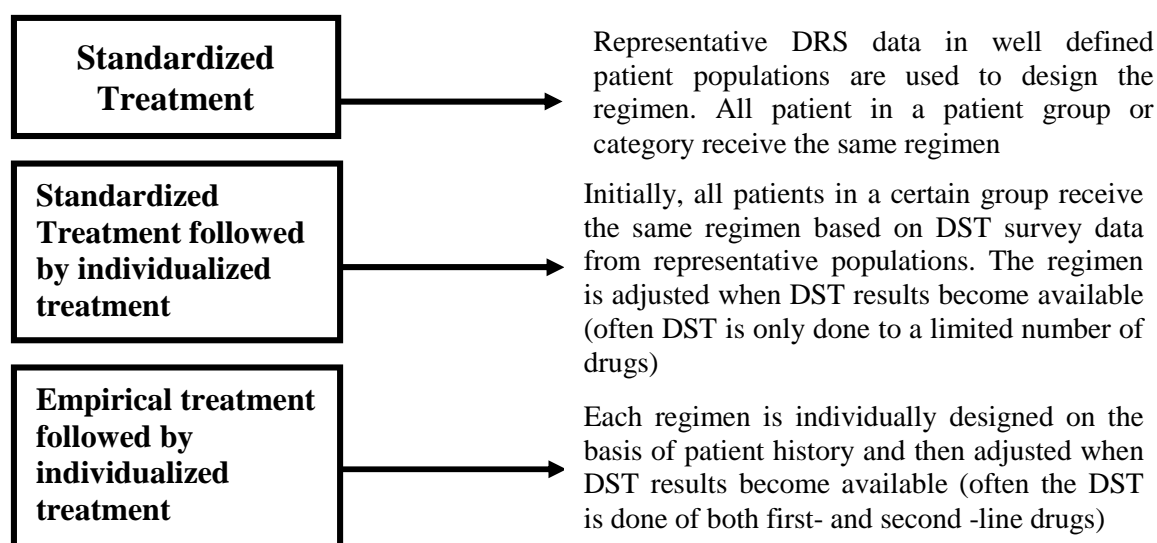 Standardized
Treatment
Representative DRS data in well defined
patient populations are used to design the
regimen. All patient in a patient group or
category receive the same regimen
Standardized
Treatment followed
by individualized
treatment
Initially, all patients in a certain group receive
the same regimen based on DST survey data
from representative populations. The regimen
is adjusted when DST results become available
(often DST is only done to a limited number of
drugs)
Empirical treatment
followed by
individualized
treatment
Each regimen is individually designed on the
basis of patient history and then adjusted when
DST results become available (often the DST
is done of both first- and second -line drugs)